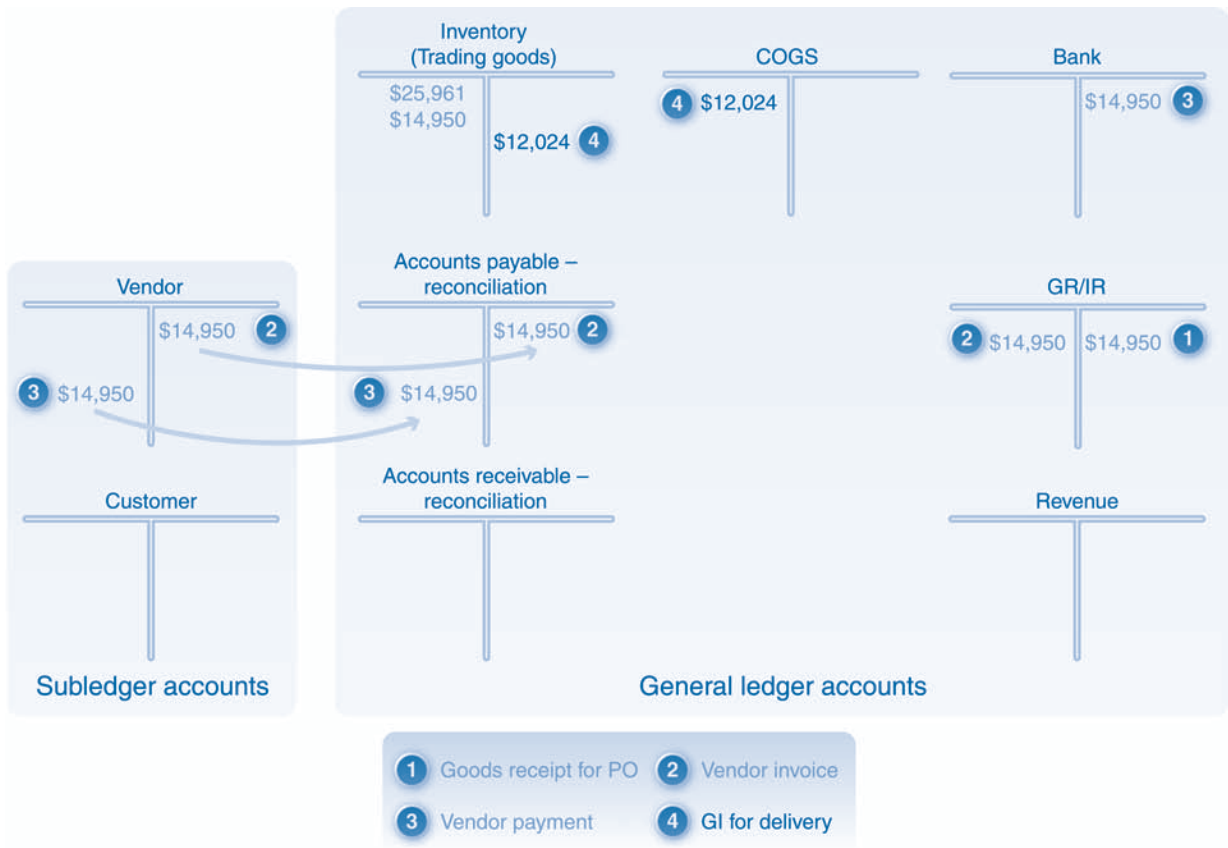 Inventory
(Trading goods)
$25,961
$14,950
$12,024 4
COGS
4 $12,024
Bank
$14,950 3
Vendor
$14,950 2
3 $14,950
Accounts payable –
reconciliation
$14,950 2
3 $14,950
GR/IR
2 $14,950 $14,950 1
Customer
Accounts receivable –
reconciliation
Revenue
Subledger accounts
General ledger accounts
1 Goods receipt for PO 2 Vendor invoice
3 Vendor payment 4 GI for delivery